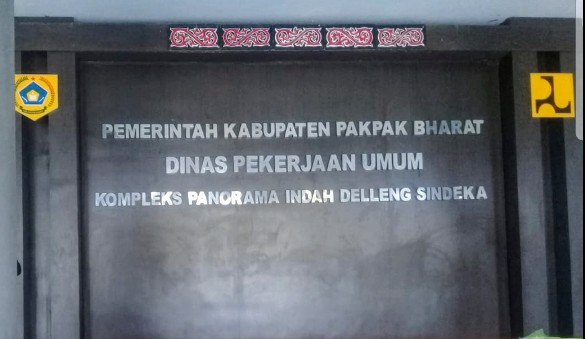 PEMERINTAH KABUPATEN PAKPAK BHARAT
DINAS PEKERJAAN UMUM
KOMPLEKS PANORAMA INDAH DELLENG SINDEKA